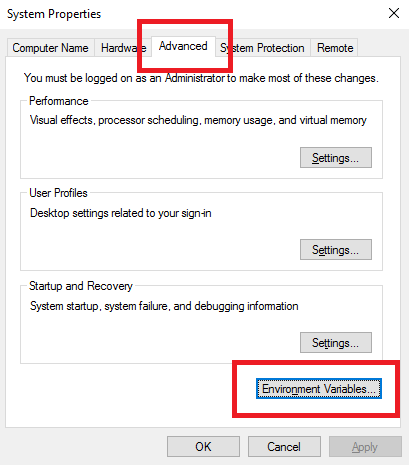 System Properties
Computer Name Hardware Advanced System Protection Remote
You must be logged on as an Administrator to make most of these changes.
Performance
Visual effects, processor scheduling, memory usage, and virtual memory
Settings...
User Profiles
Desktop settings related to your sign-in
Settings...
Startup and Recovery
System startup, system failure, and debugging information
Settings...
Environment Variables...
OK Cancel Apply